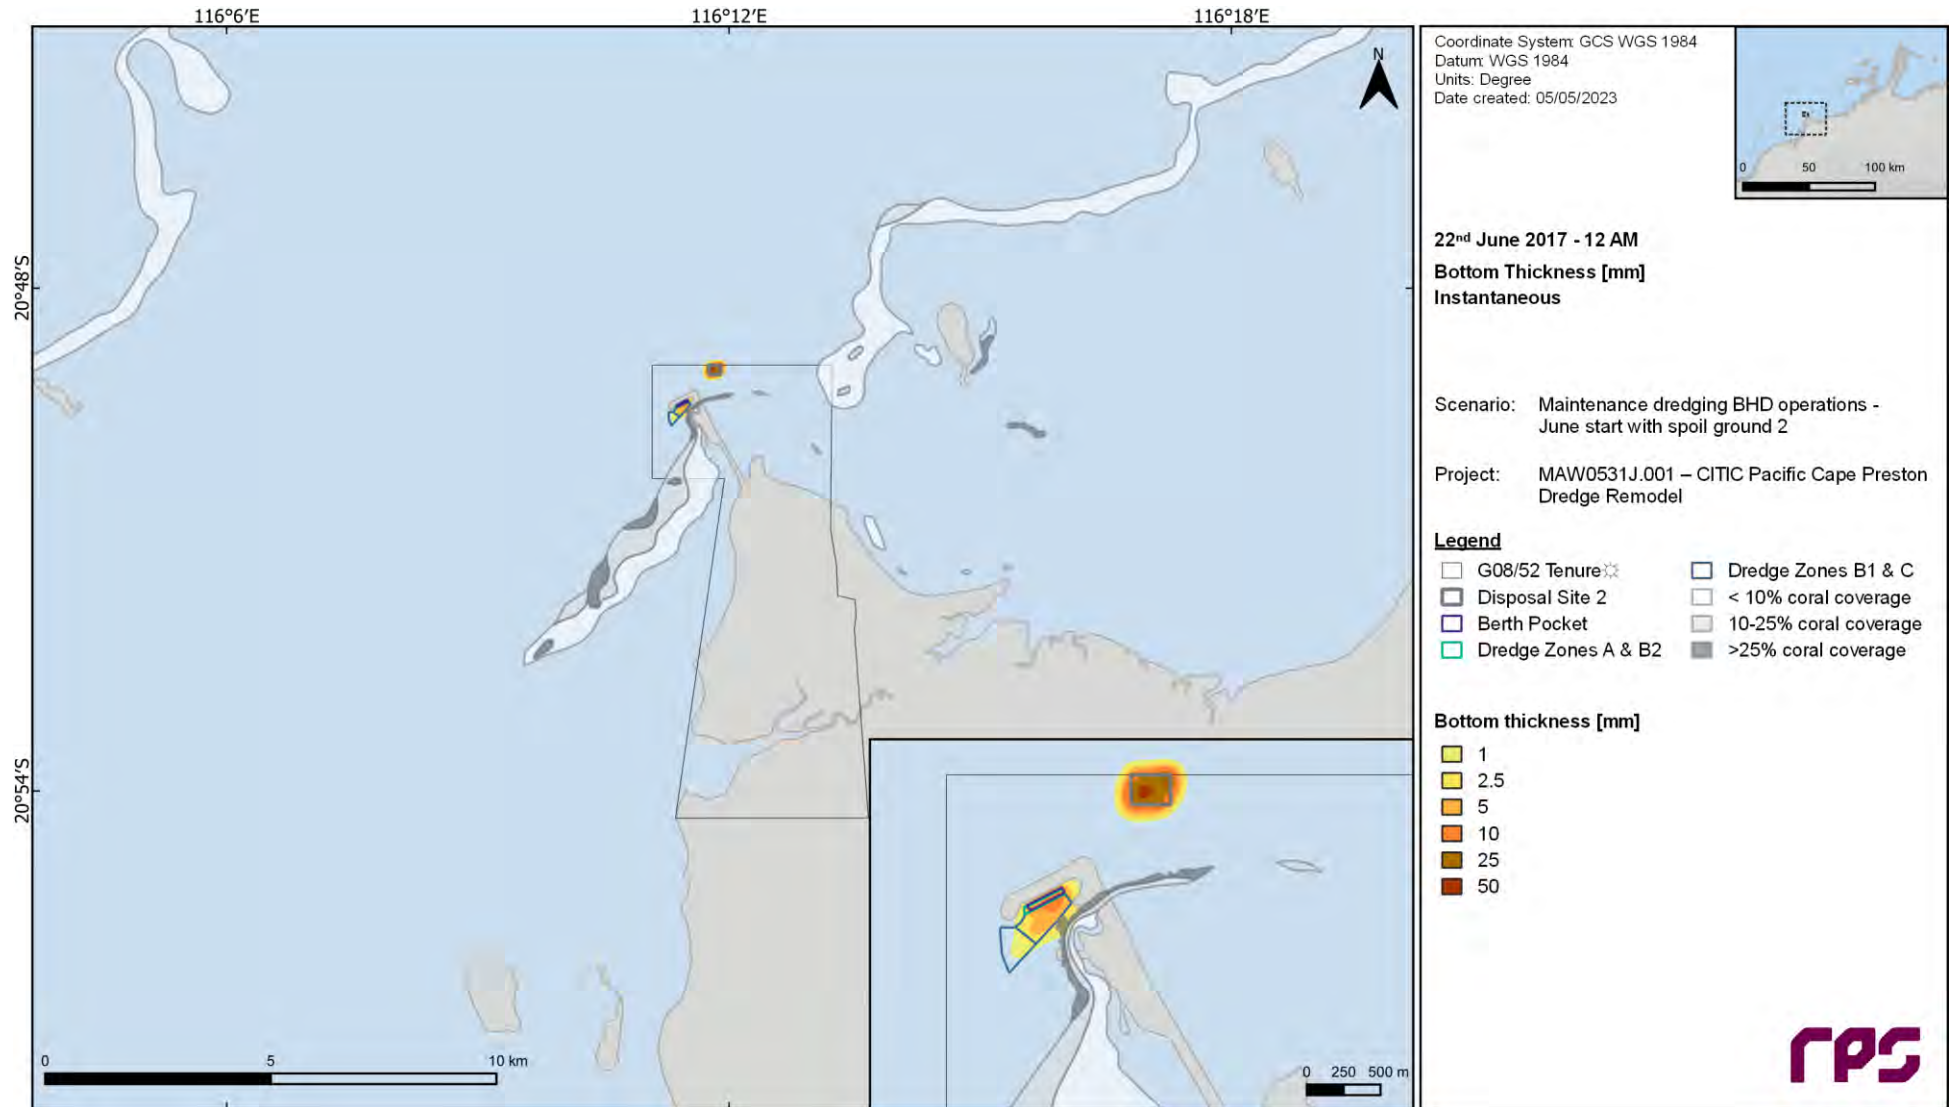 116°6'E
116°12'E
116°18'E
20°48'S
20°54'S
N
0 5 10 km
0 250 500 m
Coordinate System: GCS WGS 1984
Datum: WGS 1984
Units: Degree
Date created: 05/05/2023
0 50 100 km
22nd June 2017 - 12 AM
Bottom Thickness [mm]
Instantaneous
Scenario: Maintenance dredging BHD operations -
June start with spoil ground 2
Project: MAW0531J.001 – CITIC Pacific Cape Preston
Dredge Remodel
Legend
G08/52 Tenure
Disposal Site 2
Berth Pocket
Dredge Zones A & B2
Dredge Zones B1 & C
< 10% coral coverage
10-25% coral coverage
>25% coral coverage
Bottom thickness [mm]
1
2.5
5
10
25
50
rps